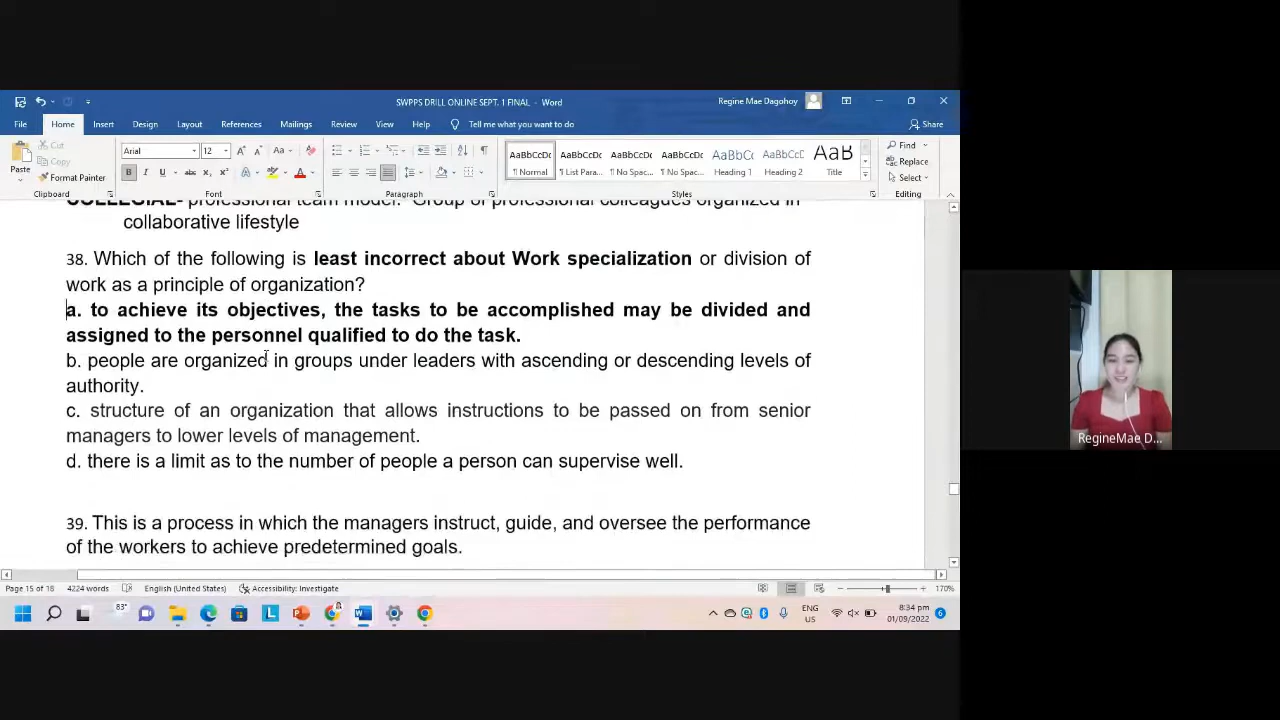 SWPPS DRILL ONLINE SEPT. 1 FINAL - Word
Regine Mae Dagohoy
File Home Insert Design Layout References Mailings Review View Help Tell me what you want to do Share
Paste
Cut
Copy
Format Painter
Clipboard
Arial 12
Font
Paragraph
AaBbCcDc AaBbCcDc AaBbCcDc AaBbCcDc AaBbC AaBbCcD AaB
¶ Normal ¶ List Para... ¶ No Spac... ¶ No Spac... Heading 1 Heading 2 Title
Styles
Find
Replace
Select
Editing
COLLEGIAL- professional team model. Group of professional colleagues organized in
collaborative lifestyle
38. Which of the following is least incorrect about Work specialization or division of
work as a principle of organization?
a. to achieve its objectives, the tasks to be accomplished may be divided and
assigned to the personnel qualified to do the task.
b. people are organized in groups under leaders with ascending or descending levels of
authority.
c. structure of an organization that allows instructions to be passed on from senior
managers to lower levels of management.
d. there is a limit as to the number of people a person can supervise well.
39. This is a process in which the managers instruct, guide, and oversee the performance
of the workers to achieve predetermined goals.
Page 15 of 18 4224 words English (United States) Accessibility: Investigate 170%
83°
ENG
US
8:34 pm
01/09/2022
6
RegineMae D...